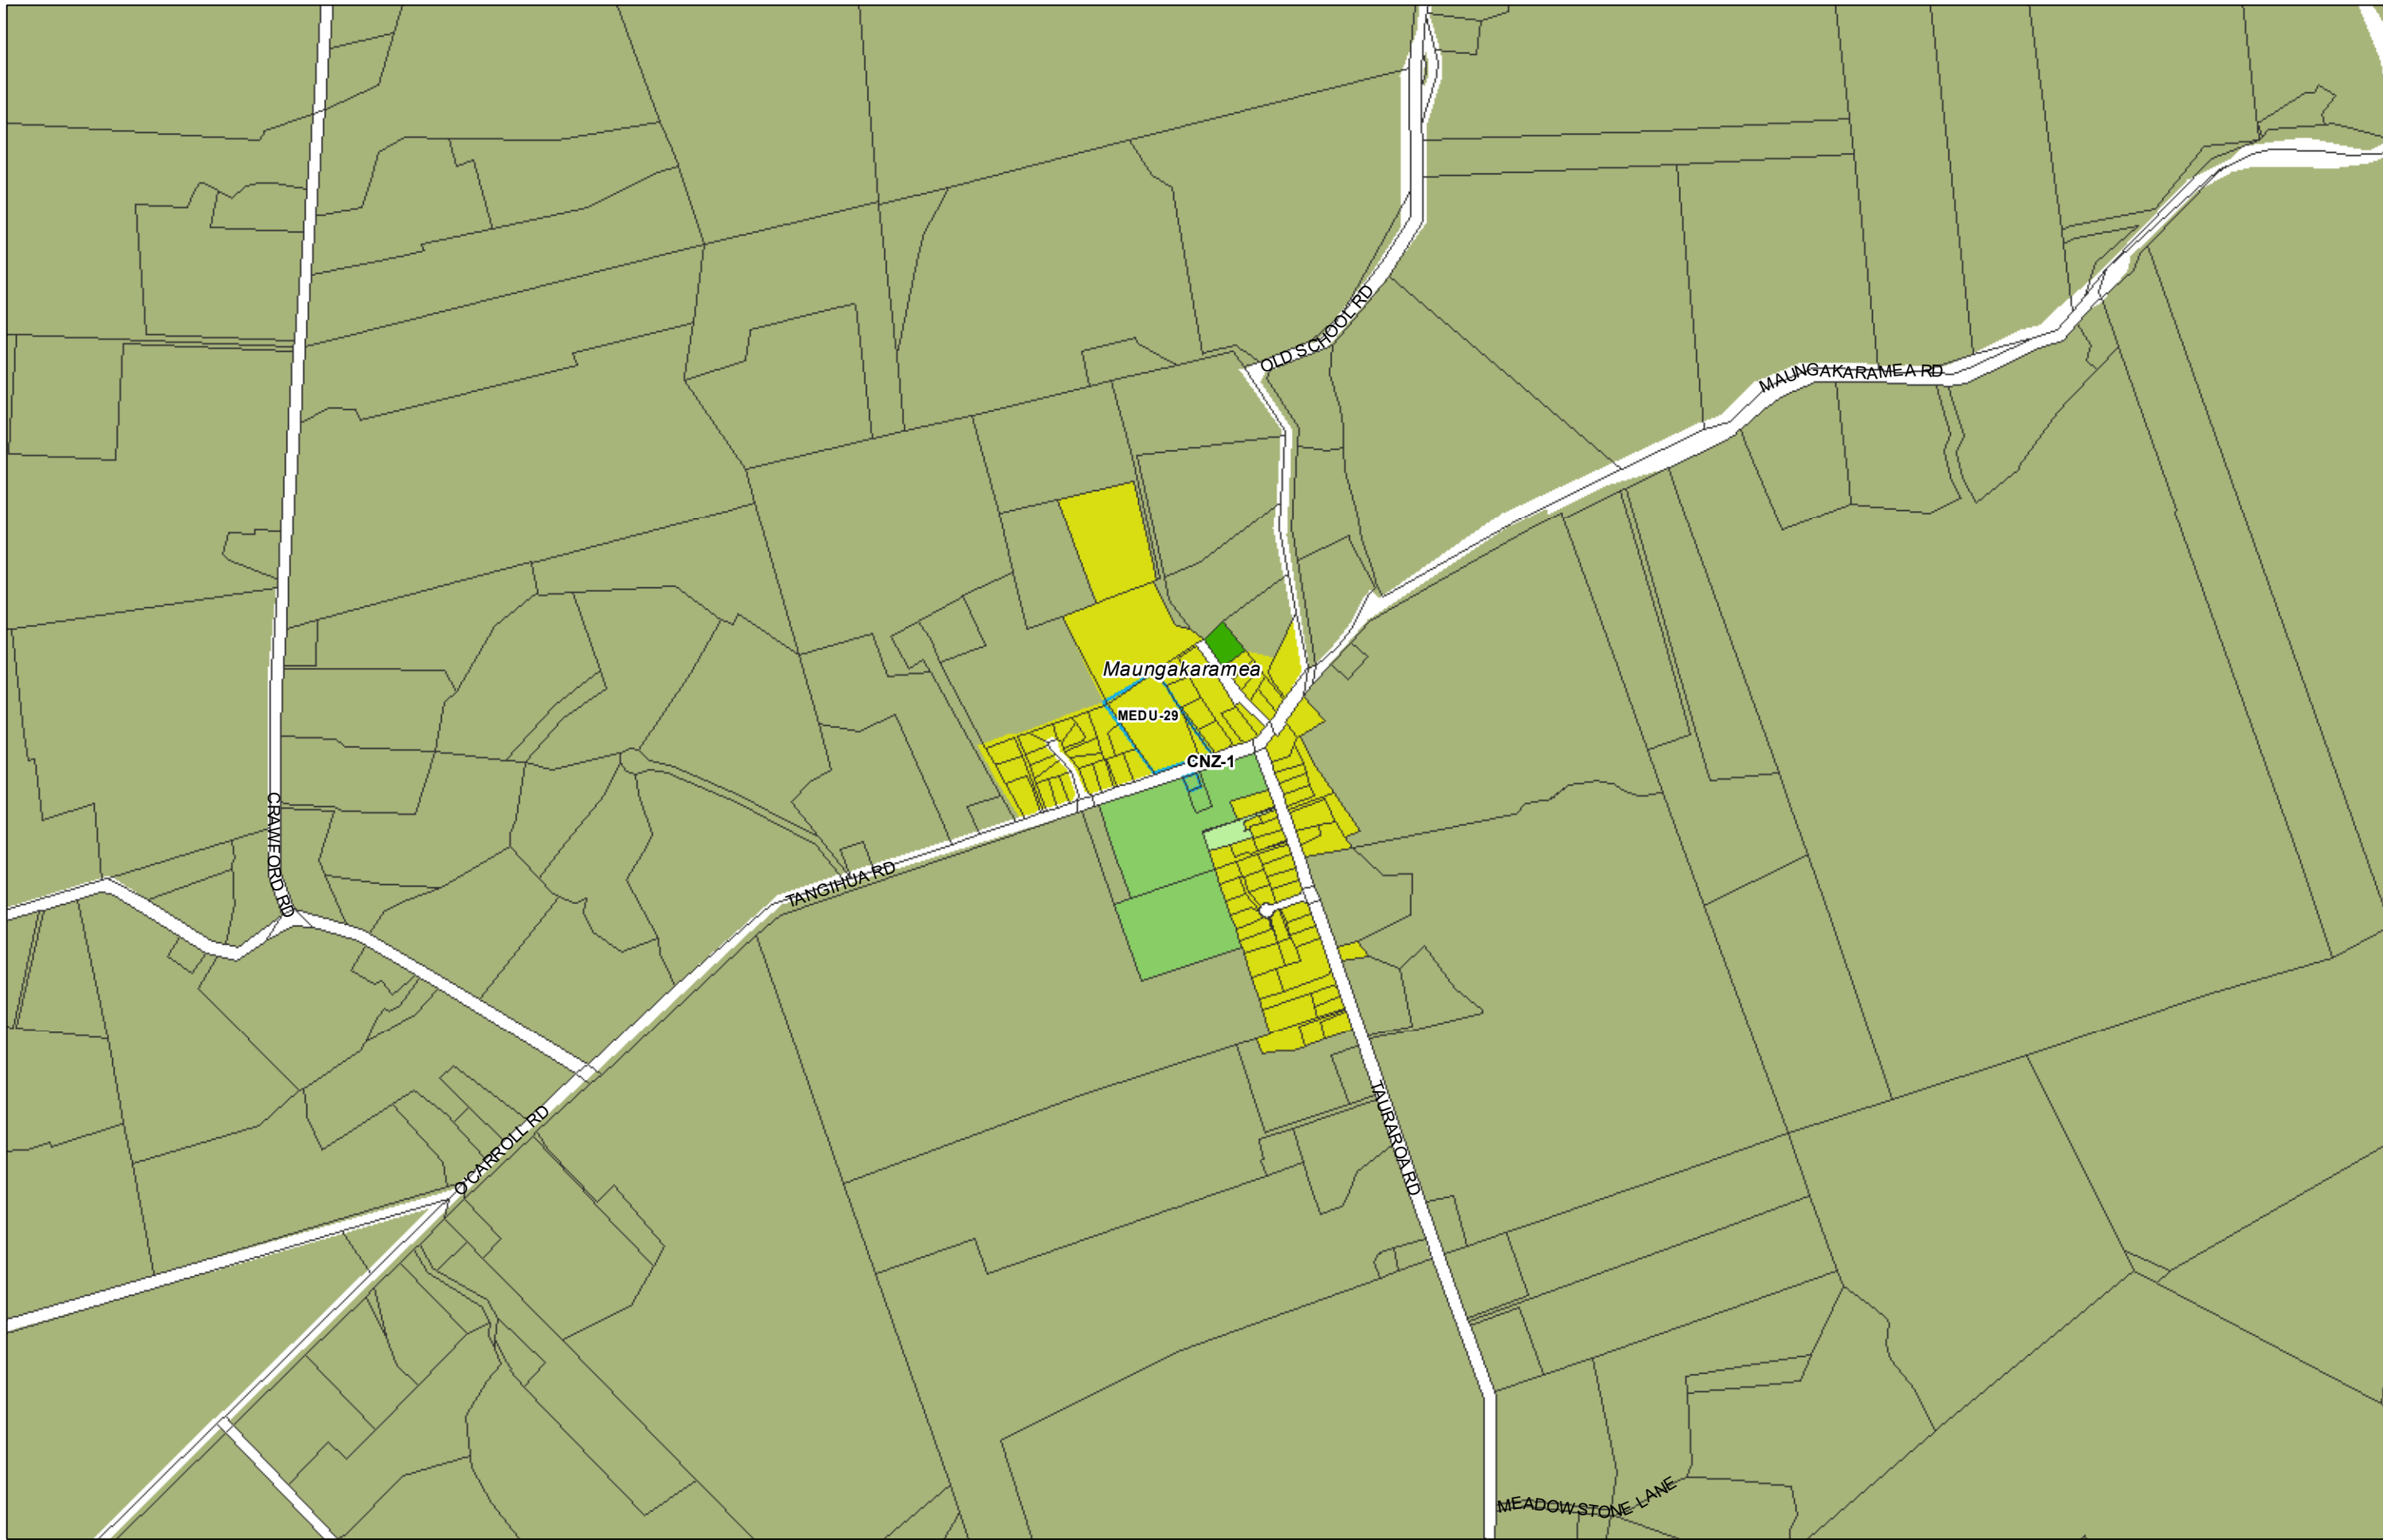 OLD SCHOOL RD
MAUNGAKARAMEA RD
Maungakaramea
MEDU-29
CNZ-1
CRAWFORD RD
TANGIHUA RD
O'CARROLL RD
TAURAROA RD
MEADOWSTONE LANE